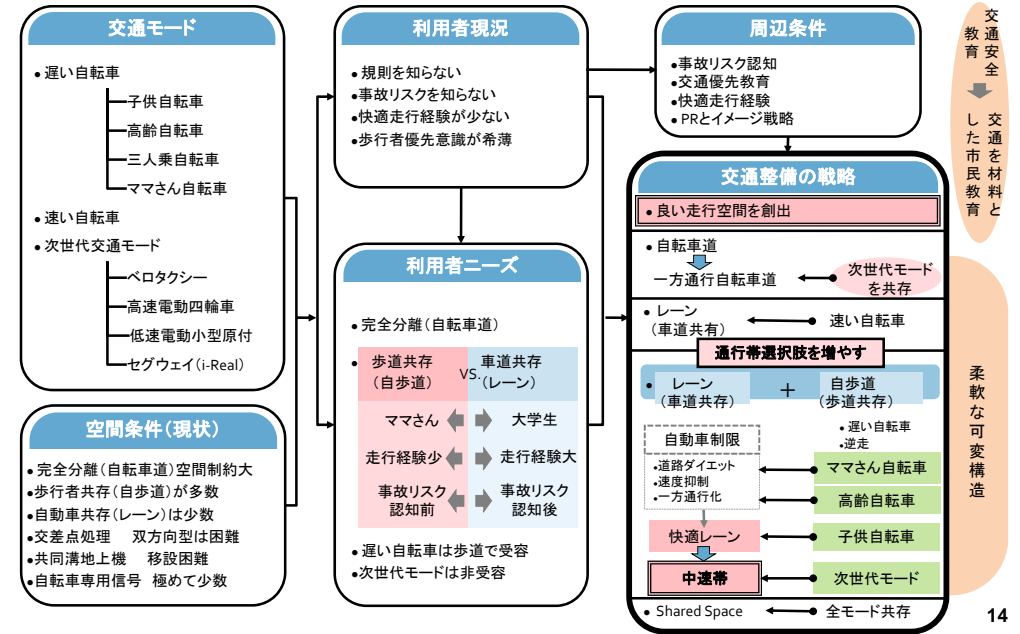 交通モード
• 遅い自転車
子供自転車
高齢自転車
三人乗自転車
ママさん自転車
• 速い自転車
• 次世代交通モード
ベロタクシー
高速電動四輪車
低速電動小型原付
セグウェイ(i-Real)
空間条件(現状)
• 完全分離(自転車道)空間制約大
• 歩行者共存(自歩道)が多数
• 自動車共存(レーン)は少数
• 交差点処理 双方向型は困難
• 共同溝地上機 移設困難
• 自転車専用信号 極めて少数
利用者現況
• 規則を知らない
• 事故リスクを知らない
• 快適走行経験が少ない
• 歩行者優先意識が希薄
利用者ニーズ
• 完全分離(自転車道)
• 歩道共存
(自歩道)
VS.
車道共存
(レーン)
ママさん
大学生
走行経験少
走行経験大
事故リスク
認知前
事故リスク
認知後
• 遅い自転車は歩道で受容
• 次世代モードは非受容
周辺条件
• 事故リスク認知
• 交通優先教育
• 快適走行経験
• PRとイメージ戦略
交通整備の戦略
• 良い走行空間を創出
• 自転車道
一方通行自転車道
次世代モード
を共存
• レーン
(車道共有)
速い自転車
通行帯選択肢を増やす
• レーン
(車道共存)
+
自歩道
(歩道共存)
• 遅い自転車
• 逆走
自動車制限
• 道路ダイエット
• 速度抑制
• 一方通行化
ママさん自転車
高齢自転車
快適レーン
子供自転車
中速帯
次世代モード
• Shared Space
全モード共存
交通安全
教育
交通を材料と
した市民教育
柔軟な可変構造
14